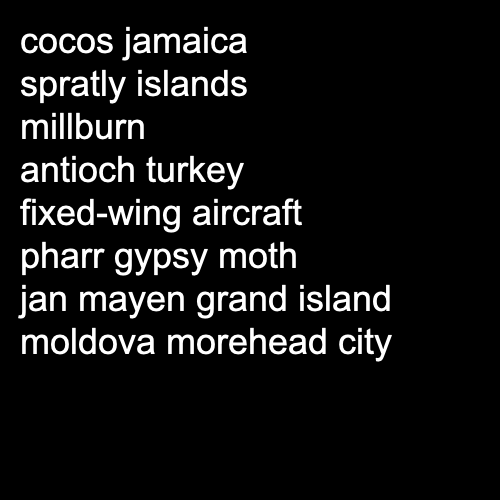 cocos jamaica
spratly islands
millburn
antioch turkey
fixed-wing aircraft
pharr gypsy moth
jan mayen grand island
moldova morehead city